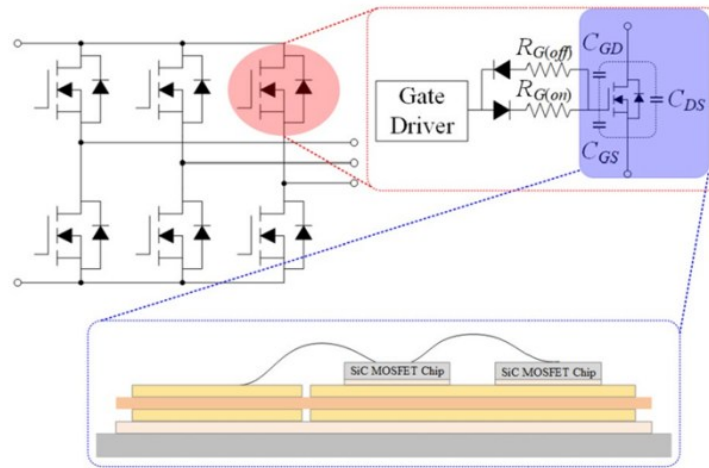 R_G(off)
C_GD
R_G(on)
Gate
Driver
C_DS
C_GS
SiC MOSFET Chip
SiC MOSFET Chip